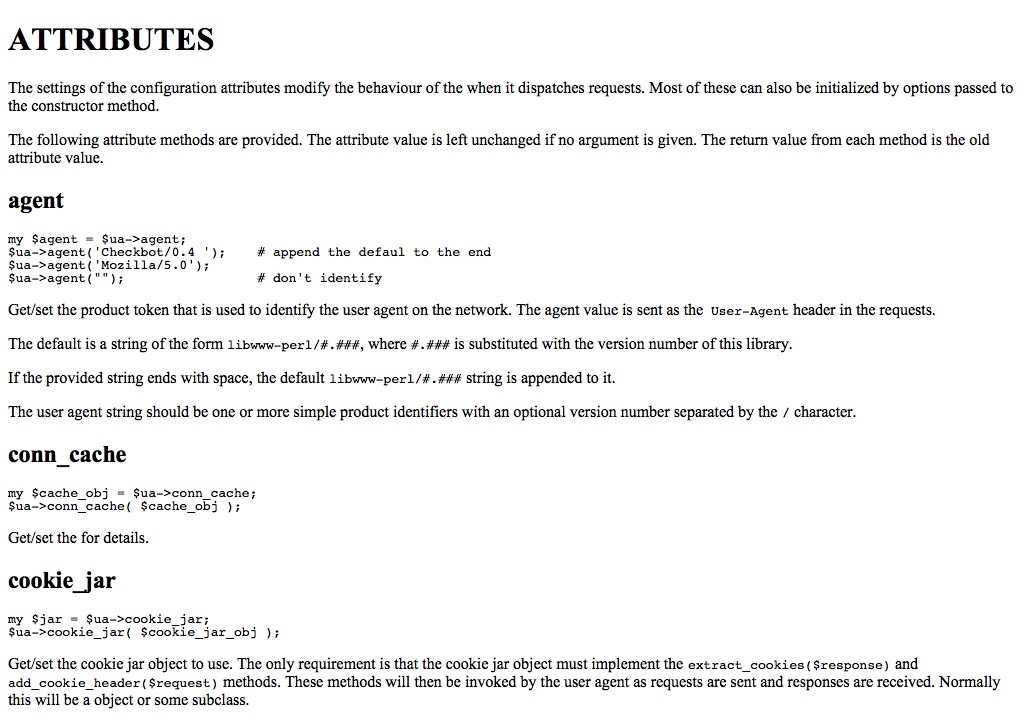 ATTRIBUTES
The settings of the configuration attributes modify the behaviour of the when it dispatches requests. Most of these can also be initialized by options passed to
the constructor method.
The following attribute methods are provided. The attribute value is left unchanged if no argument is given. The return value from each method is the old
attribute value.
agent
my $agent = $ua->agent;
$ua->agent('Checkbot/0.4 ');    # append the defaul to the end
$ua->agent('Mozilla/5.0');
$ua->agent("");                 # don't identify
Get/set the product token that is used to identify the user agent on the network. The agent value is sent as the User-Agent header in the requests.
The default is a string of the form libwww-perl/#.###, where #.### is substituted with the version number of this library.
If the provided string ends with space, the default libwww-perl/#.### string is appended to it.
The user agent string should be one or more simple product identifiers with an optional version number separated by the / character.
conn_cache
my $cache_obj = $ua->conn_cache;
$ua->conn_cache( $cache_obj );
Get/set the for details.
cookie_jar
my $jar = $ua->cookie_jar;
$ua->cookie_jar( $cookie_jar_obj );
Get/set the cookie jar object to use. The only requirement is that the cookie jar object must implement the extract_cookies($response) and
add_cookie_header($request) methods. These methods will then be invoked by the user agent as requests are sent and responses are received. Normally
this will be a object or some subclass.